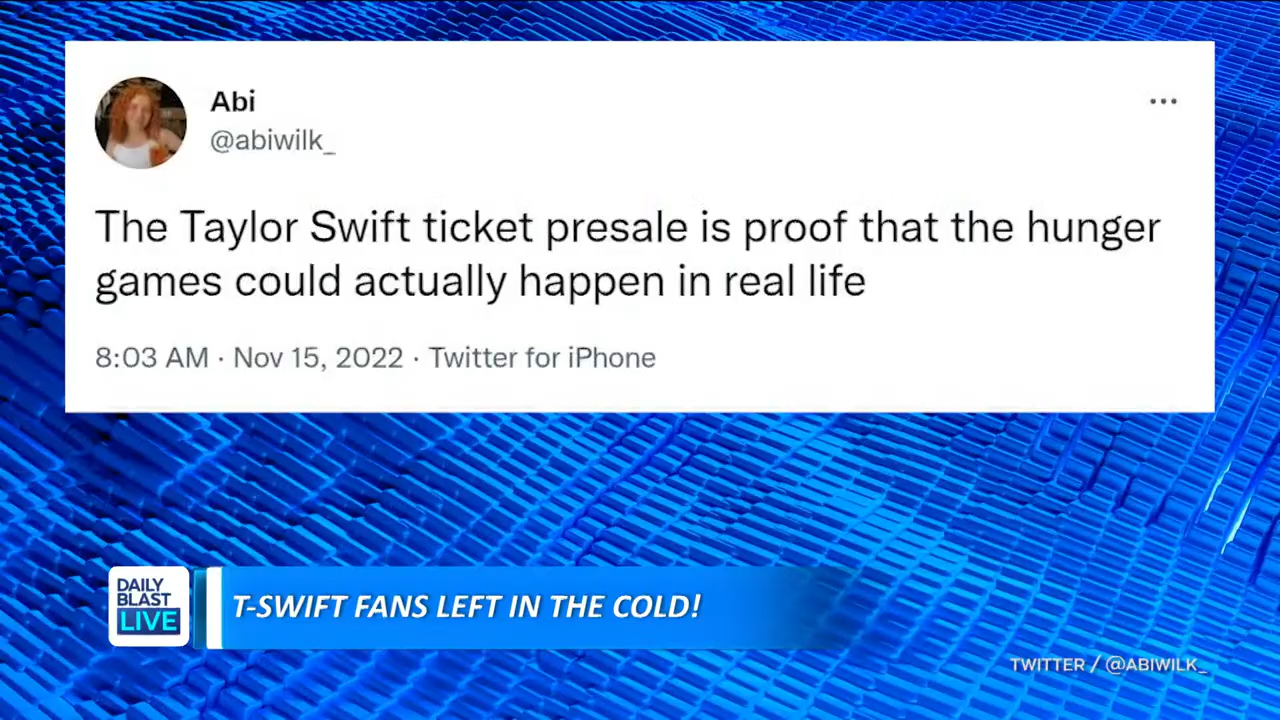 Abi
@abiwilk_
The Taylor Swift ticket presale is proof that the hunger
games could actually happen in real life
8:03 AM · Nov 15, 2022 · Twitter for iPhone
DAILY
BLAST
LIVE
T-SWIFT FANS LEFT IN THE COLD!
TWITTER / @ABIWILK_